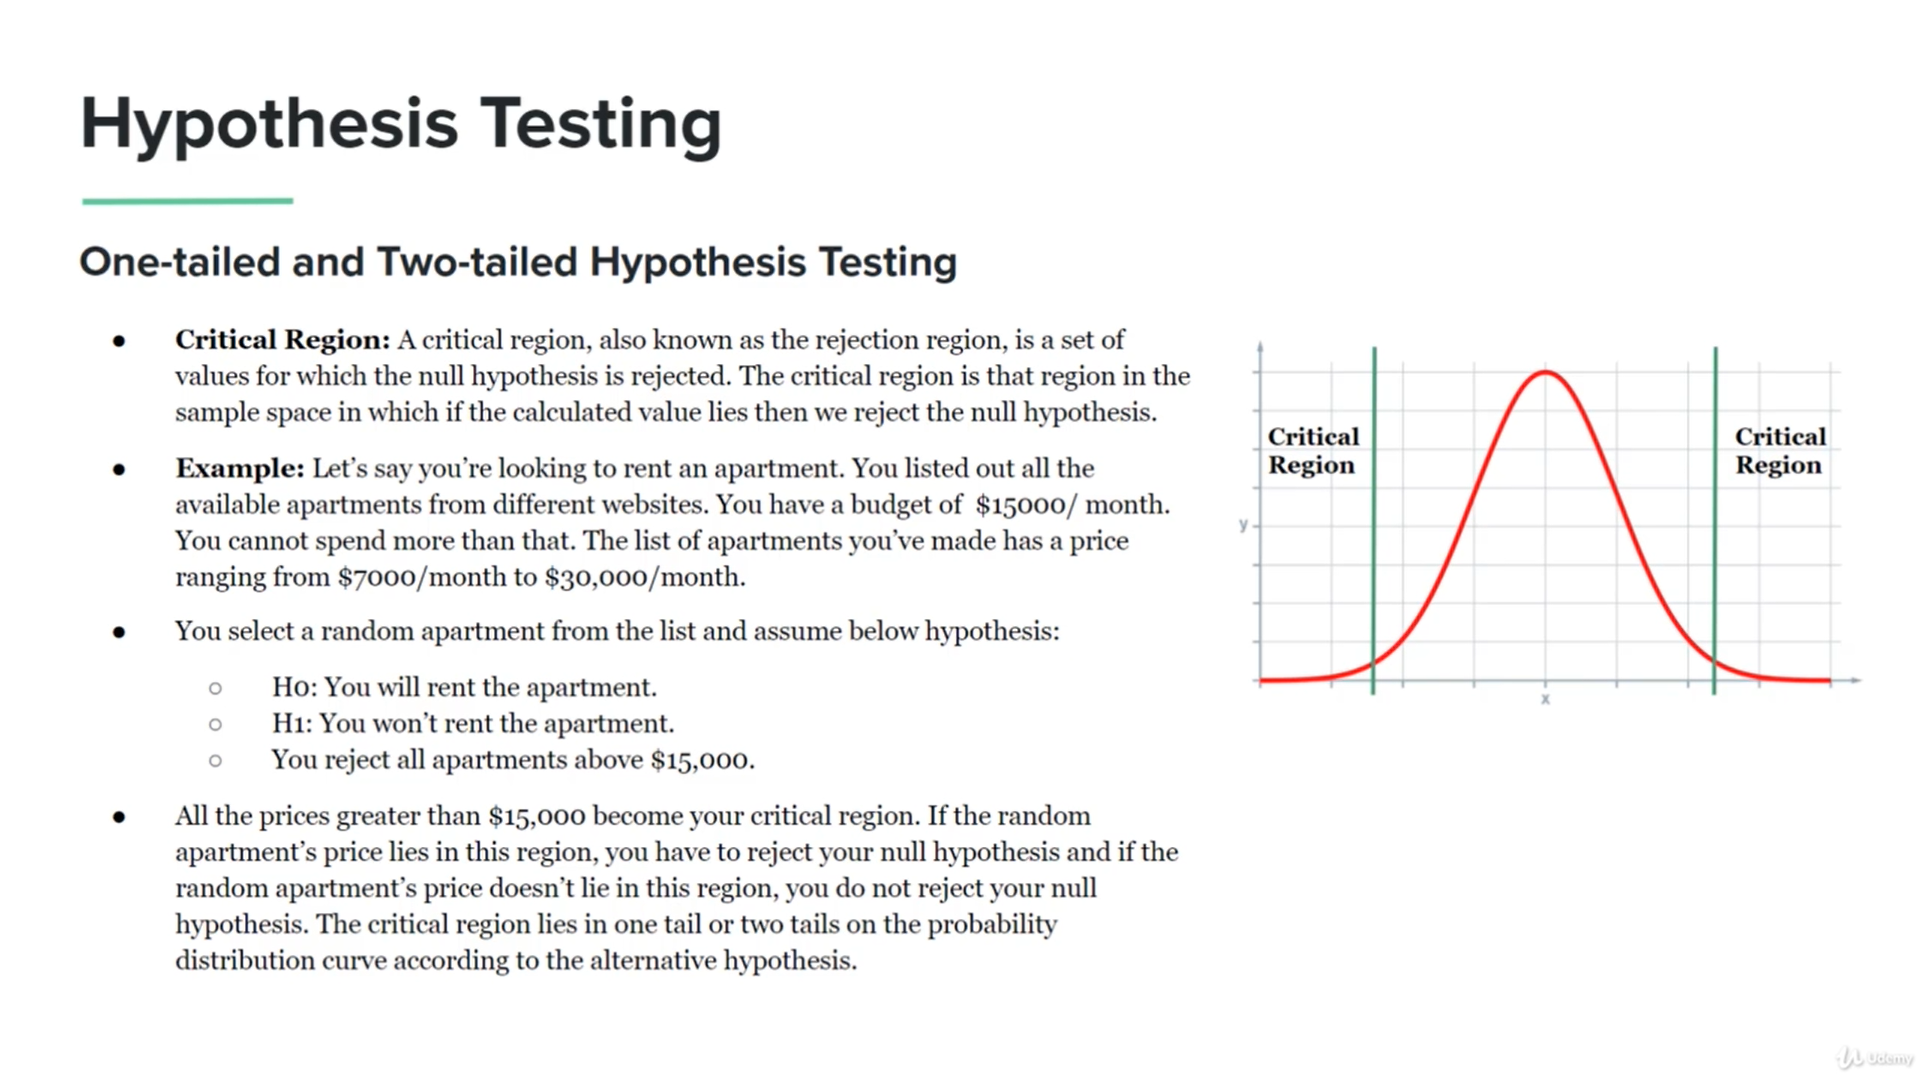 Hypothesis Testing
One-tailed and Two-tailed Hypothesis Testing
● Critical Region: A critical region, also known as the rejection region, is a set of
values for which the null hypothesis is rejected. The critical region is that region in the
sample space in which if the calculated value lies then we reject the null hypothesis.
● Example: Let’s say you’re looking to rent an apartment. You listed out all the
available apartments from different websites. You have a budget of $15000/ month.
You cannot spend more than that. The list of apartments you’ve made has a price
ranging from $7000/month to $30,000/month.
● You select a random apartment from the list and assume below hypothesis:
○ H0: You will rent the apartment.
○ H1: You won’t rent the apartment.
○ You reject all apartments above $15,000.
● All the prices greater than $15,000 become your critical region. If the random
apartment’s price lies in this region, you have to reject your null hypothesis and if the
random apartment’s price doesn’t lie in this region, you do not reject your null
hypothesis. The critical region lies in one tail or two tails on the probability
distribution curve according to the alternative hypothesis.
Critical
Region
Critical
Region
y
x
Udemy